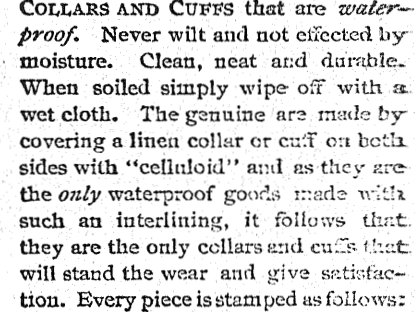 COLLARS AND CUFFS that are water-
proof. Never wilt and not effected by
moisture. Clean, neat and durable.
When soiled simply wipe off with a
wet cloth. The genuine are made by
covering a linen collar or cuff on both
sides with "celluloid" and as they are
the only waterproof goods made with
such an interlining, it follows that
they are the only collars and cuffs that
will stand the wear and give satisfac-
tion. Every piece is stamped as follows: